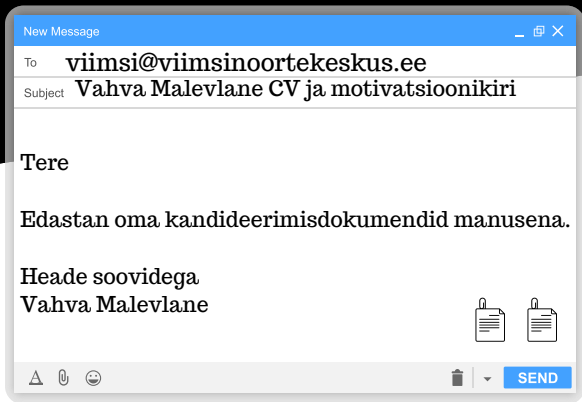 New Message
To viimsi@viimsinoortekeskus.ee
Subject Vahva Malevlane CV ja motivatsioonikiri
Tere
Edastan oma kandideerimisdokumendid manusena.
Heade soovidega
Vahva Malevlane
A SEND